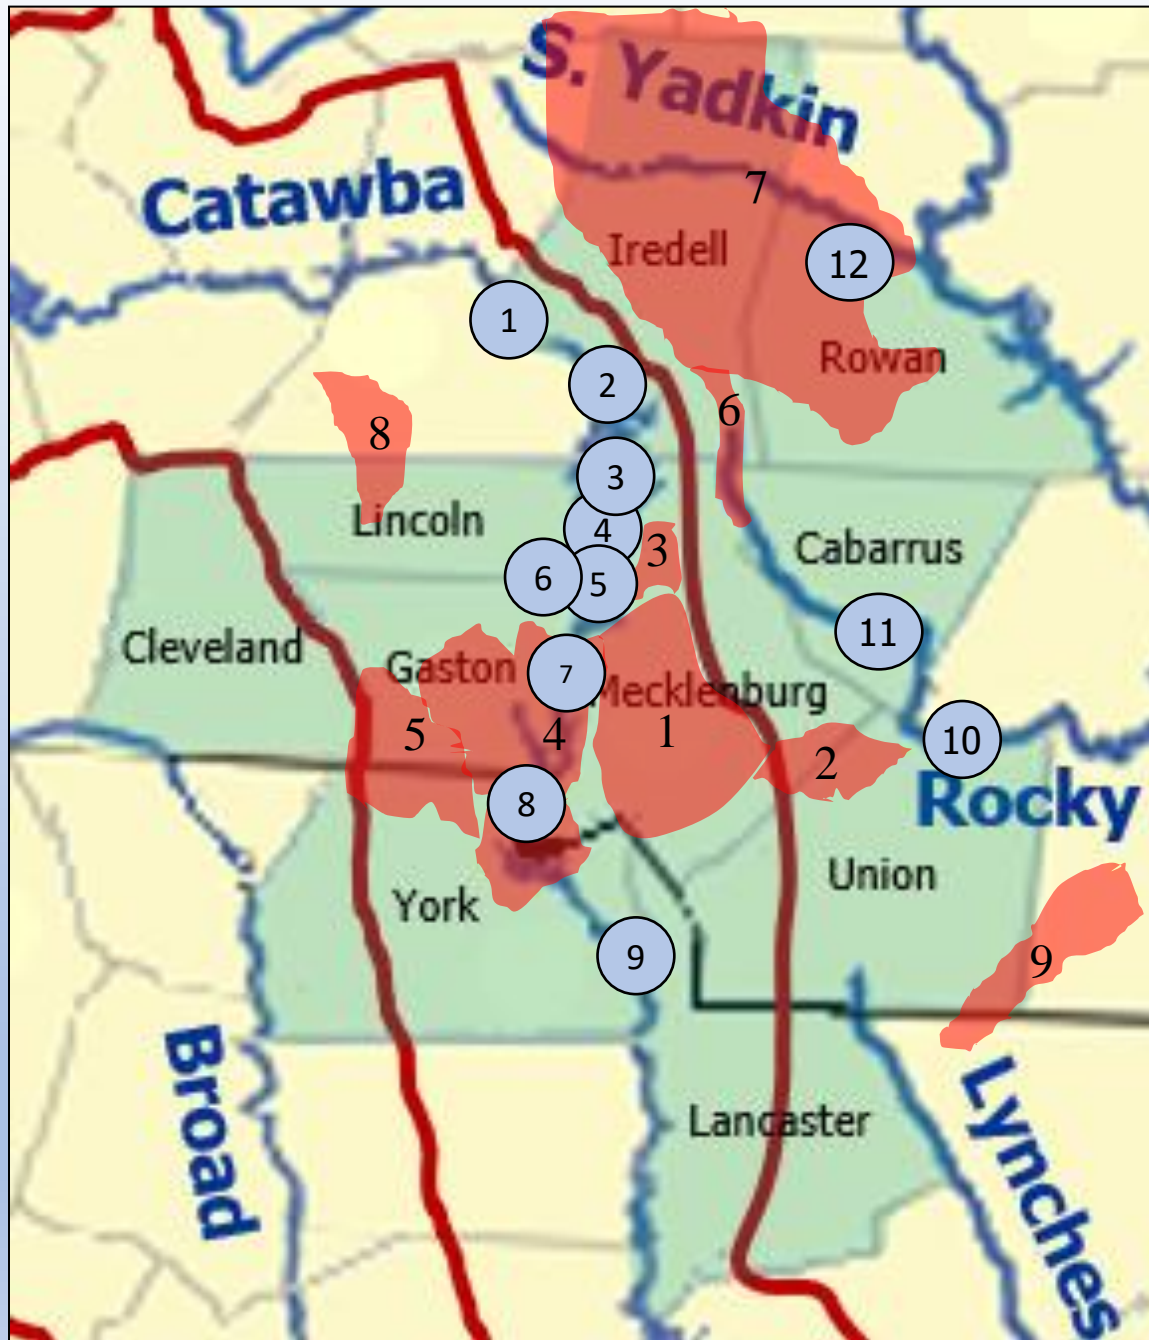 S. Yadkin
Catawba
7
Iredell
12
1
Rowan
2
6
8
3
Lincoln
4
3
Cabarrus
6
5
11
Cleveland
Gaston
7
Mecklenburg
5
4
1
2
10
8
Rocky
Union
York
9
9
Broad
Lynches
Lancaster